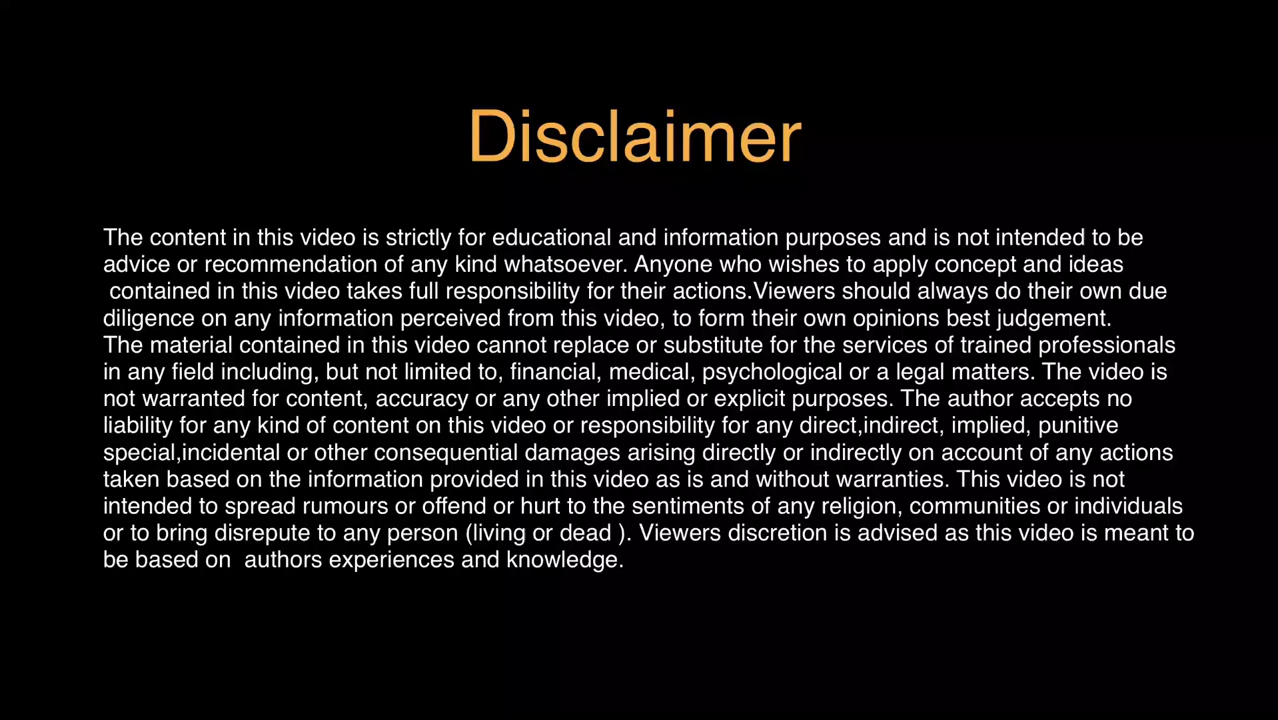 Disclaimer
The content in this video is strictly for educational and information purposes and is not intended to be
advice or recommendation of any kind whatsoever. Anyone who wishes to apply concept and ideas
contained in this video takes full responsibility for their actions.Viewers should always do their own due
diligence on any information perceived from this video, to form their own opinions best judgement.
The material contained in this video cannot replace or substitute for the services of trained professionals
in any field including, but not limited to, financial, medical, psychological or a legal matters. The video is
not warranted for content, accuracy or any other implied or explicit purposes. The author accepts no
liability for any kind of content on this video or responsibility for any direct,indirect, implied, punitive
special,incidental or other consequential damages arising directly or indirectly on account of any actions
taken based on the information provided in this video as is and without warranties. This video is not
intended to spread rumours or offend or hurt to the sentiments of any religion, communities or individuals
or to bring disrepute to any person (living or dead ). Viewers discretion is advised as this video is meant to
be based on  authors experiences and knowledge.